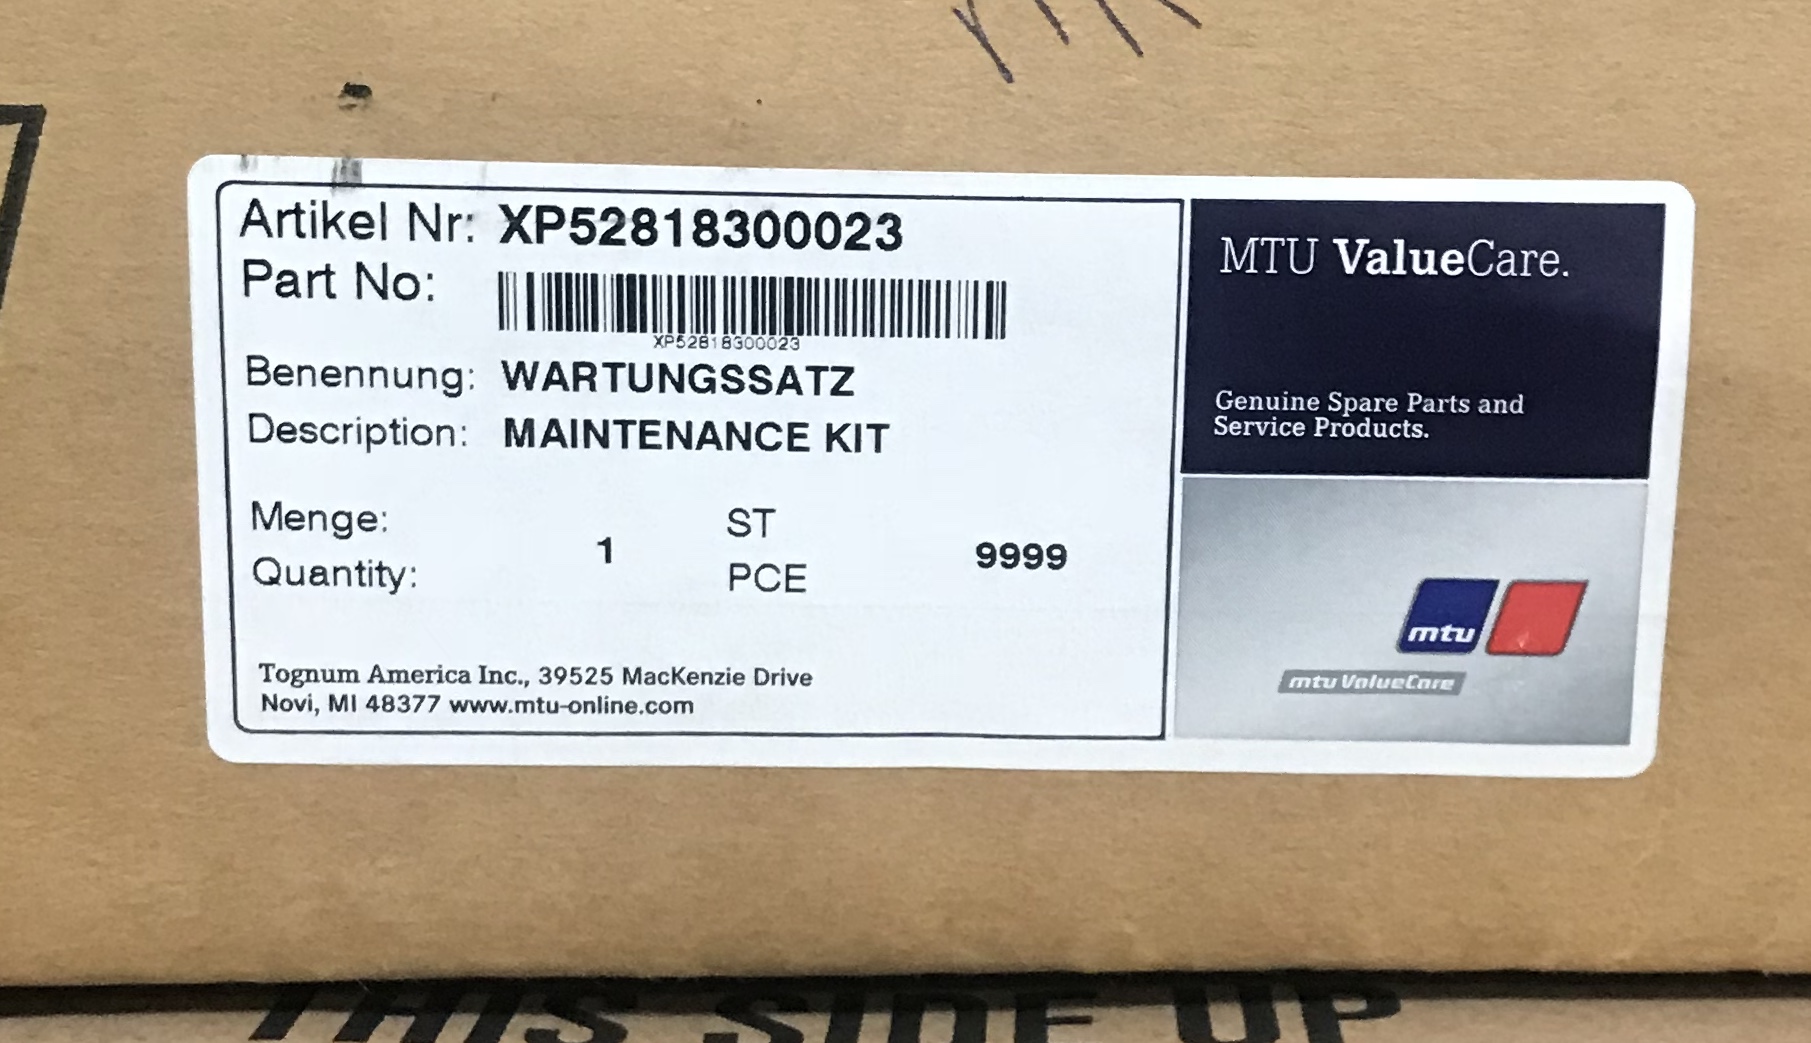 Artikel Nr: XP52818300023
Part No:
XP52818300023
Benennung: WARTUNGSSATZ
Description: MAINTENANCE KIT
Menge: ST
1 9999
Quantity: PCE
Tognum America Inc., 39525 MacKenzie Drive
Novi, MI 48377 www.mtu-online.com
MTU ValueCare.
Genuine Spare Parts and
Service Products.
mtu
mtu ValueCare
THIS SIDE UP